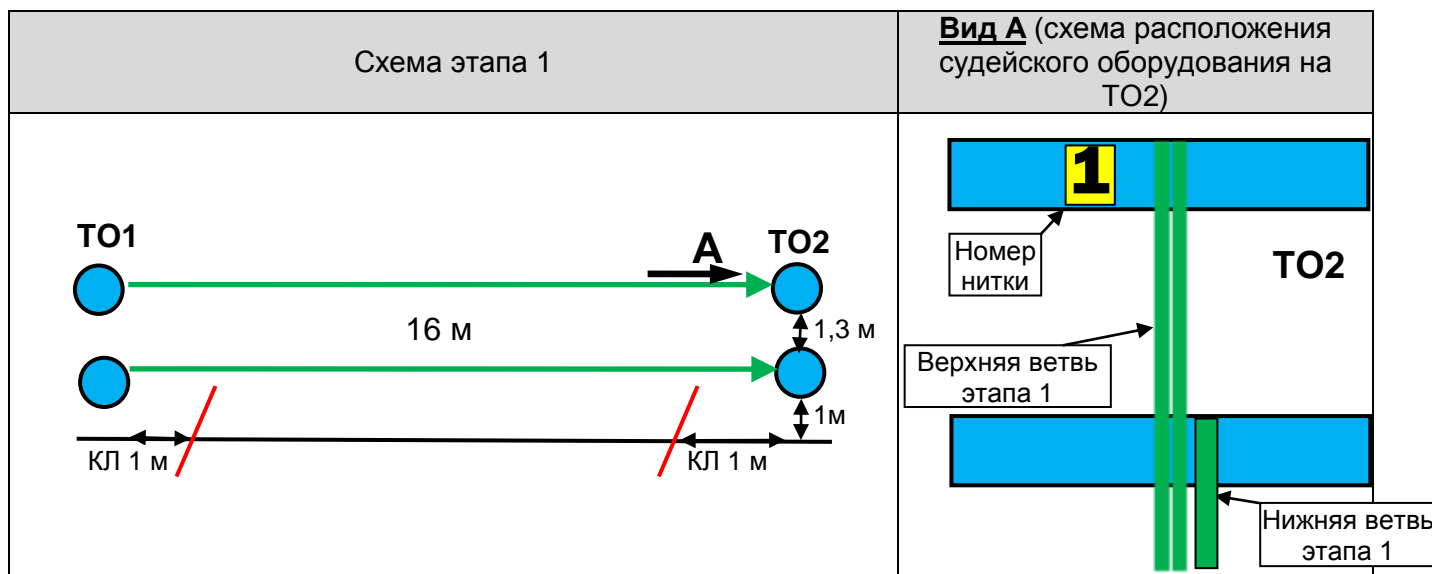 Схема этапа 1
Вид А (схема расположения
судейского оборудования на
ТО2)
ТО1
А
ТО2
16 м
1,3 м
1м
КЛ 1 м
КЛ 1 м
1
Номер
нитки
ТО2
Верхняя ветвь
этапа 1
Нижняя ветвь
этапа 1